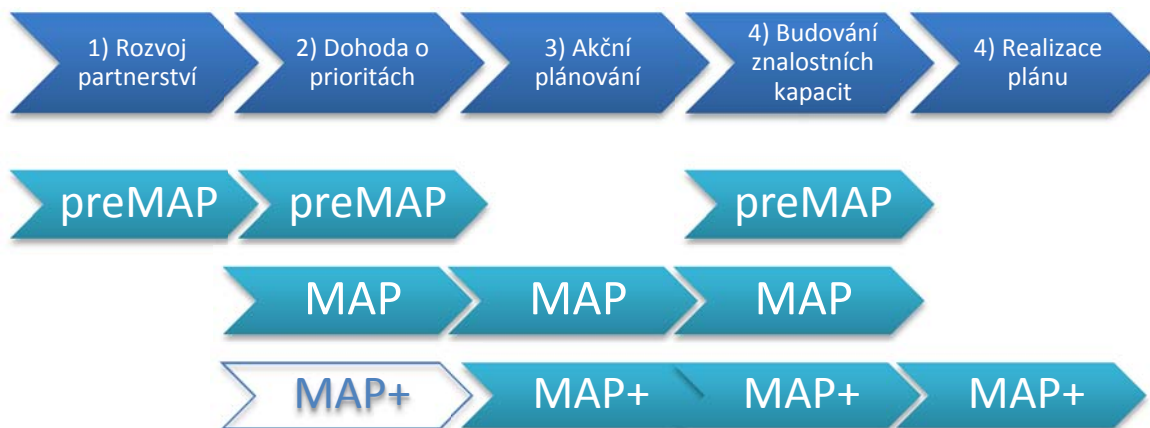 1) Rozvoj
partnerství
2) Dohoda o
prioritách
3) Akční
plánování
4) Budování
znalostních
kapacit
4) Realizace
plánu
preMAP
preMAP
preMAP
MAP
MAP
MAP
MAP+
MAP+
MAP+
MAP+